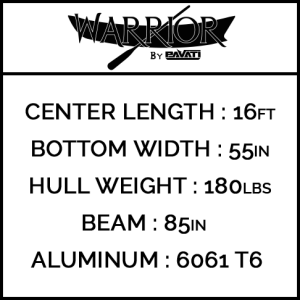 WARRIOR
BY PAVATI
CENTER LENGTH : 16FT
BOTTOM WIDTH : 55IN
HULL WEIGHT : 180LBS
BEAM : 85IN
ALUMINUM : 6061 T6